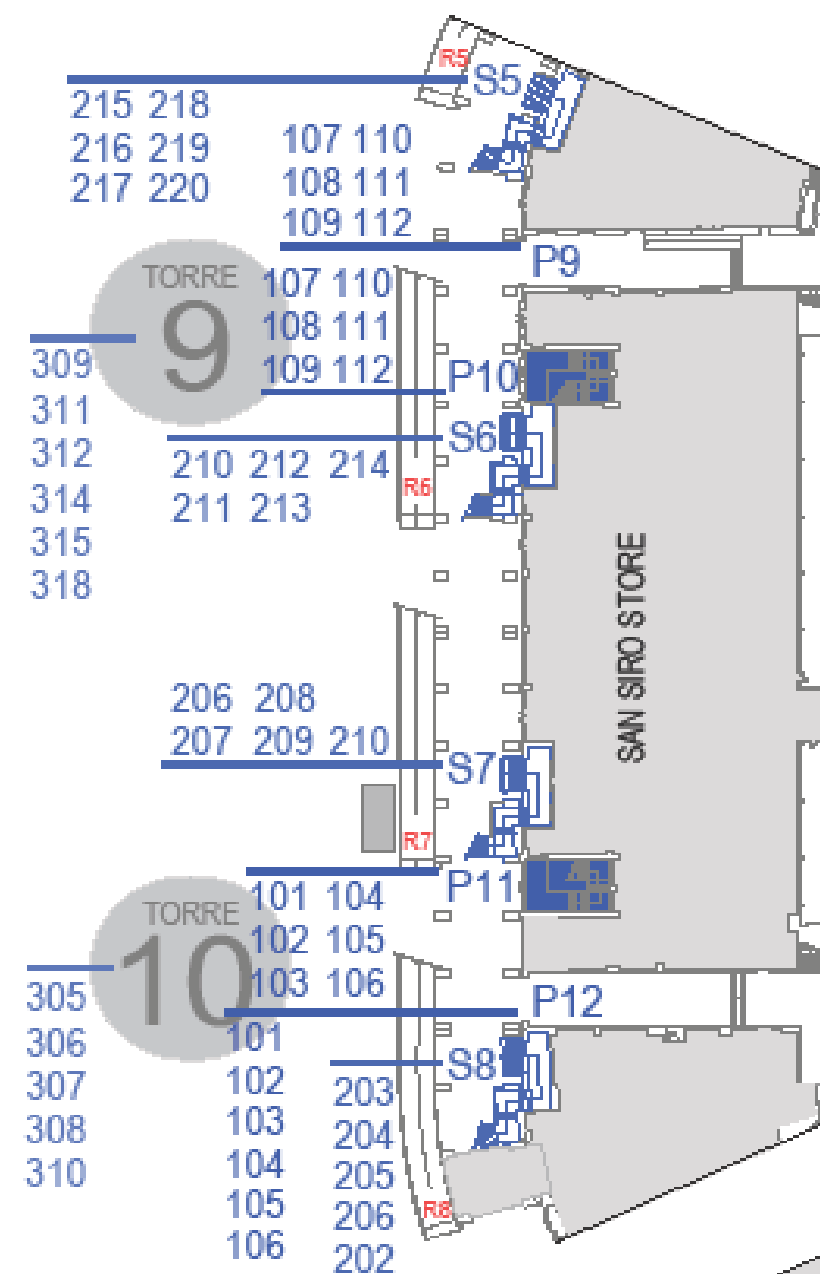 R5
S5
215 218
216 219
217 220
107 110
108 111
109 112
P9
TORRE
9
107 110
108 111
109 112
P10
309
311
312
314
315
318
S6
210 212 214
211 213
R6
SAN SIRO STORE
206 208
207 209 210
S7
R7
P11
101 104
102 105
103 106
TORRE
10
305
306
307
308
310
P12
101
102
103
104
105
106
S8
203
204
205
206
202
R8